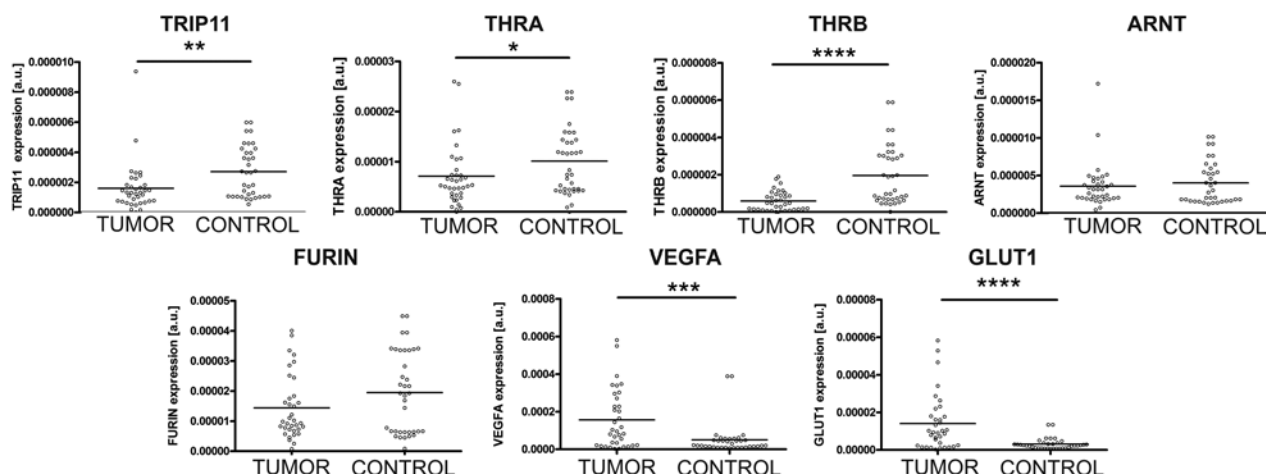 TRIP11
**
TRIP11 expression [a.u.]
0.000010
0.000008
0.000006
0.000004
0.000002
0.000000
TUMOR CONTROL
THRA
*
THRA expression [a.u.]
0.00003
0.00002
0.00001
0.00000
TUMOR CONTROL
THRB
****
THRB expression [a.u.]
0.000008
0.000006
0.000004
0.000002
0.000000
TUMOR CONTROL
ARNT
ARNT expression [a.u.]
0.000020
0.000015
0.000010
0.000005
0.000000
TUMOR CONTROL
FURIN
FURIN expression [a.u.]
0.00005
0.00004
0.00003
0.00002
0.00001
0.00000
TUMOR CONTROL
VEGFA
***
VEGFA expression [a.u.]
0.0008
0.0006
0.0004
0.0002
0.0000
TUMOR CONTROL
GLUT1
****
GLUT1 expression [a.u.]
0.00008
0.00006
0.00004
0.00002
0.00000
TUMOR CONTROL